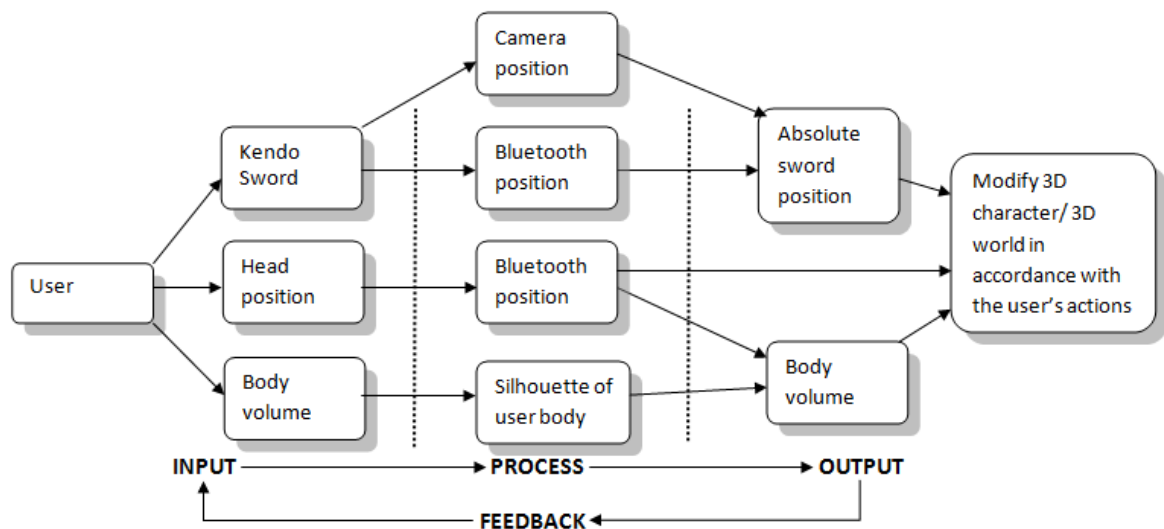 User
Kendo
Sword
Head
position
Body
volume
Camera
position
Bluetooth
position
Bluetooth
position
Silhouette of
user body
Absolute
sword
position
Body
volume
Modify 3D
character/ 3D
world in
accordance with
the user’s actions
INPUT PROCESS OUTPUT
FEEDBACK